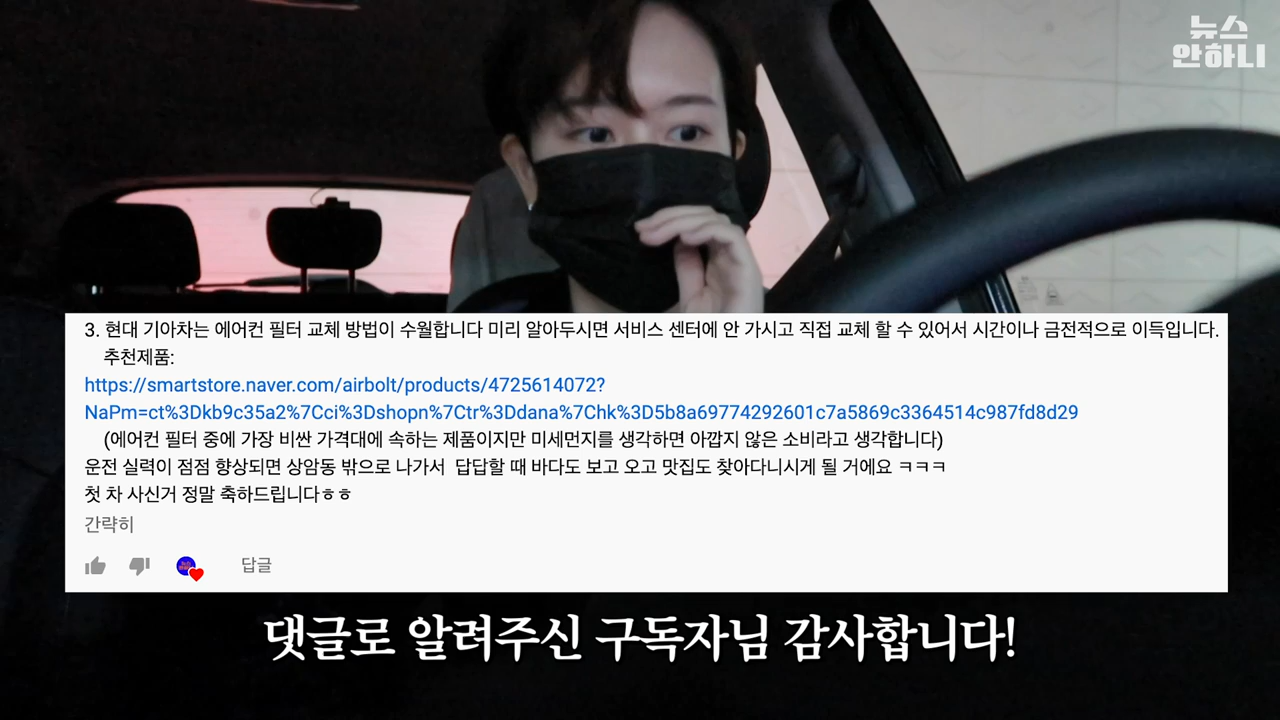 뉴스
안하니
3. 현대 기아차는 에어컨 필터 교체 방법이 수월합니다 미리 알아두시면 서비스 센터에 안 가시고 직접 교체 할 수 있어서 시간이나 금전적으로 이득입니다.
추천제품:
https://smartstore.naver.com/airbolt/products/4725614072?
NaPm=ct%3Dkb9c35a2%7Cci%3Dshopn%7Ctr%3Ddana%7Chk%3D5b8a69774292601c7a5869c3364514c987fd8d29
(에어컨 필터 중에 가장 비싼 가격대에 속하는 제품이지만 미세먼지를 생각하면 아깝지 않은 소비라고 생각합니다)
운전 실력이 점점 향상되면 상암동 밖으로 나가서 답답할 때 바다도 보고 오고 맛집도 찾아다니시게 될 거에요 ㅋㅋㅋ
첫 차 사신거 정말 축하드립니다ㅎㅎ
간략히
답글
댓글로 알려주신 구독자님 감사합니다!